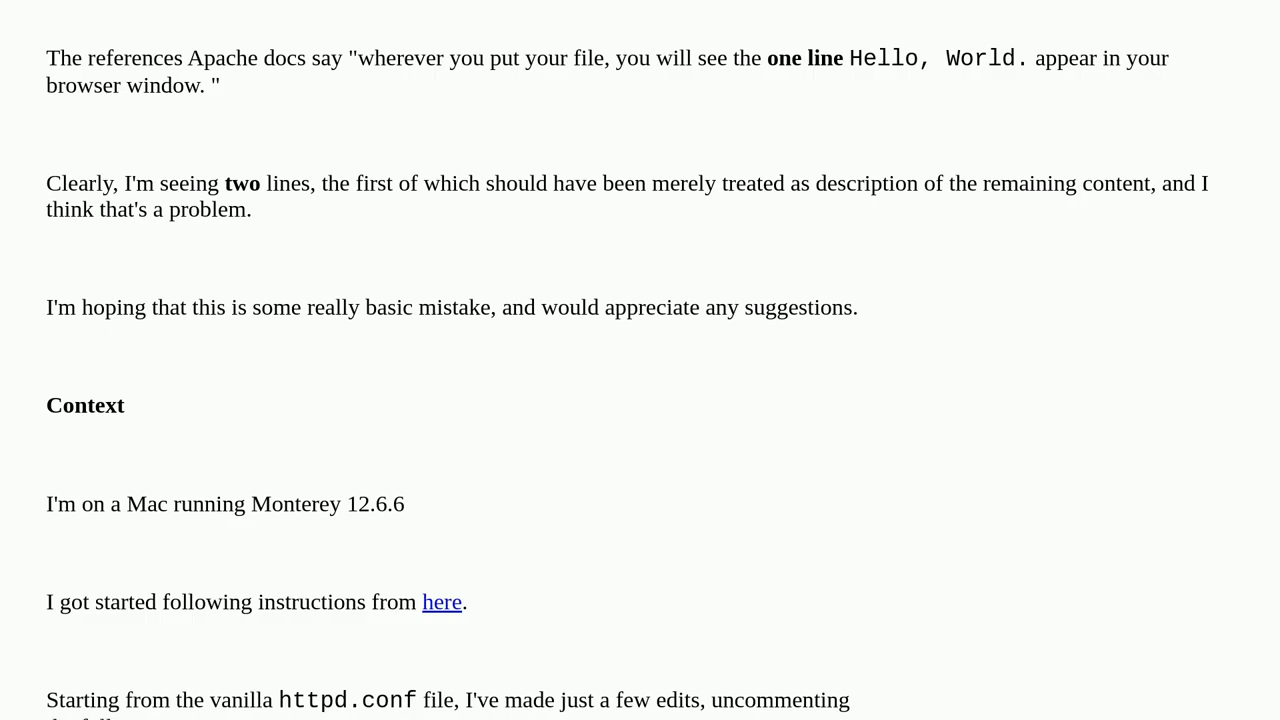 The references Apache docs say "wherever you put your file, you will see the one line Hello, World. appear in your
browser window. "
Clearly, I'm seeing two lines, the first of which should have been merely treated as description of the remaining content, and I
think that's a problem.
I'm hoping that this is some really basic mistake, and would appreciate any suggestions.
Context
I'm on a Mac running Monterey 12.6.6
I got started following instructions from here.
Starting from the vanilla httpd.conf file, I've made just a few edits, uncommenting